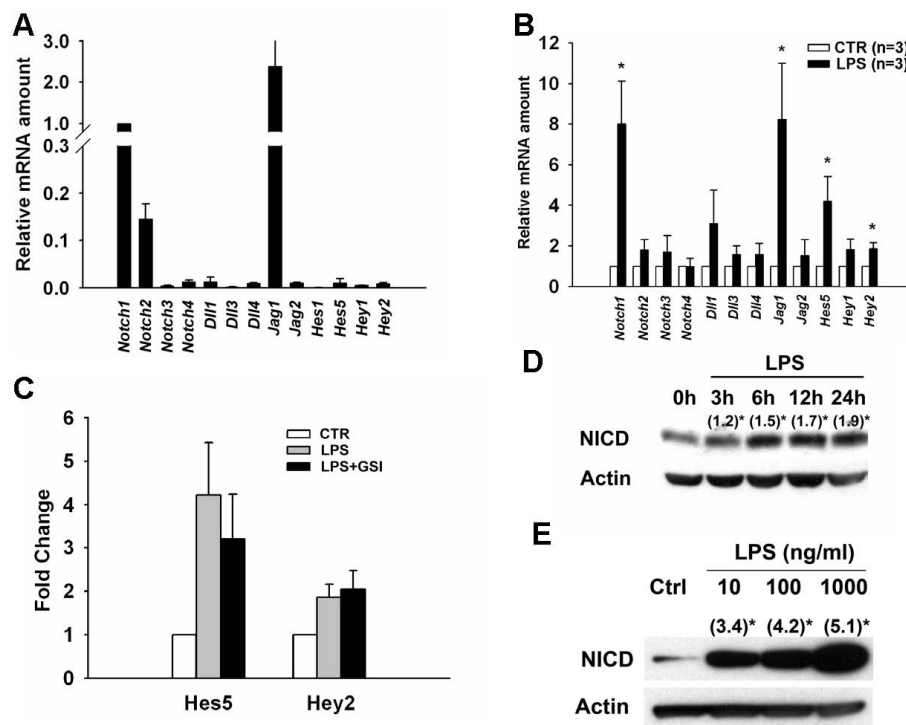 A
Relative mRNA amount
3.0
2.0
1.0
0.3
0.2
0.1
0.0
Notch1
Notch2
Notch3
Notch4
Dll1
Dll3
Dll4
Jag1
Jag2
Hes1
Hes5
Hey1
Hey2
B
CTR (n=3)
LPS (n=3)
Relative mRNA amount
12
10
8
6
4
2
0
*
*
*
*
Notch1
Notch2
Notch3
Notch4
Dll1
Dll3
Dll4
Jag1
Jag2
Hes5
Hey1
Hey2
C
CTR
LPS
LPS+GSI
Fold Change
6
5
4
3
2
1
0
Hes5
Hey2
D
LPS
0h 3h 6h 12h 24h
(1.2)* (1.5)* (1.7)* (1.9)*
NICD
Actin
E
LPS (ng/ml)
Ctrl 10 100 1000
(3.4)* (4.2)* (5.1)*
NICD
Actin